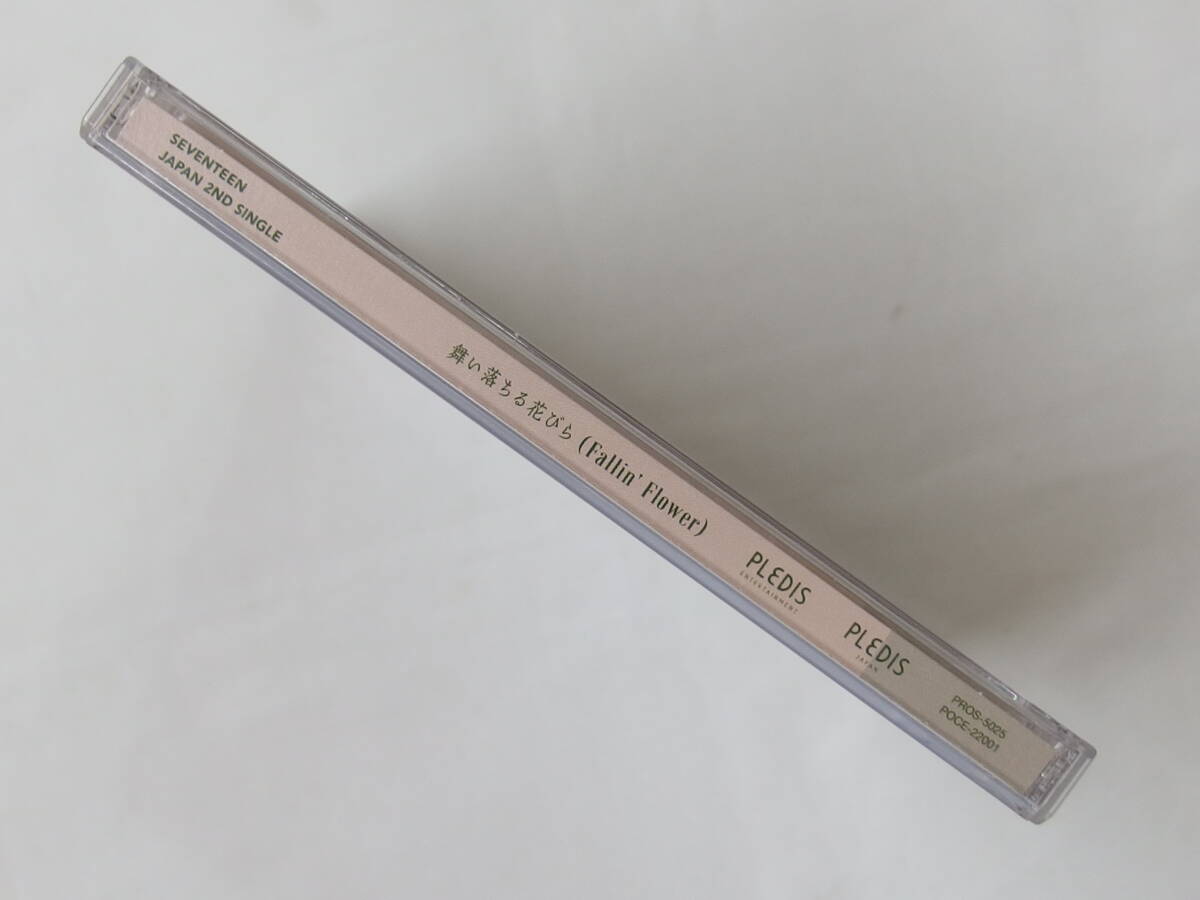 SEVENTEEN
JAPAN 2ND SINGLE
舞い落ちる花びら (Fallin' Flower)
PLEDIS
ENTERTAINMENT
PLEDIS
JAPAN
PROS-5025
POCE-22001